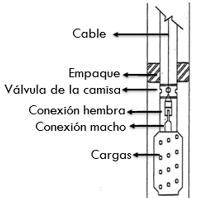 Cable
Empaque
Válvula de la camisa
Conexión hembra
Conexión macho
Cargas